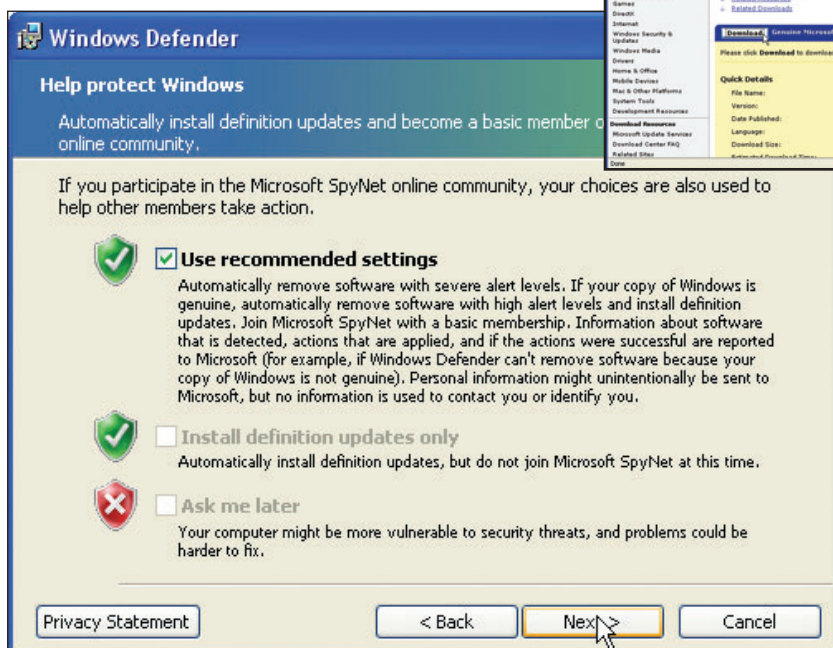 Windows Defender
Help protect Windows
Automatically install definition updates and become a basic member o
online community.
If you participate in the Microsoft SpyNet online community, your choices are also used to
help other members take action.
Use recommended settings
Automatically remove software with severe alert levels. If your copy of Windows is
genuine, automatically remove software with high alert levels and install definition
updates. Join Microsoft SpyNet with a basic membership. Information about software
that is detected, actions that are applied, and if the actions were successful are reported
to Microsoft (for example, if Windows Defender can't remove software because your
copy of Windows is not genuine). Personal information might unintentionally be sent to
Microsoft, but no information is used to contact you or identify you.
Install definition updates only
Automatically install definition updates, but do not join Microsoft SpyNet at this time.
Ask me later
Your computer might be more vulnerable to security threats, and problems could be
harder to fix.
Privacy Statement
< Back
Next >
Cancel
Games
DirectX
Internet
Windows Security &
Updates
Windows Media
Drivers
Home & Office
Mobile Devices
Mac & Other Platforms
System Tools
Development Resources
Download Resources
Microsoft Update Services
Download Center FAQ
Related Sites
Done
Related Downloads
Download Genuine Microsof
Please click Download to download
Quick Details
File Name:
Version:
Date Published:
Language:
Download Size:
Estimated Download Time: